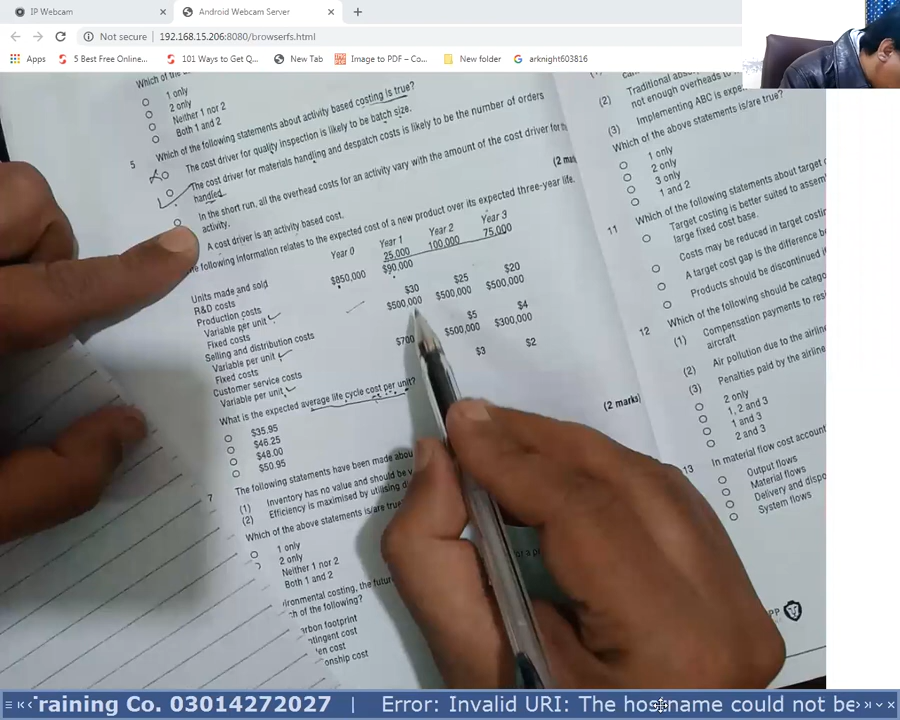 IP Webcam
Android Webcam Server
Not secure | 192.168.15.206:8080/browserfs.html
Apps
5 Best Free Online...
101 Ways to Get Q...
New Tab
Image to PDF – Co...
New folder
arknight603816
Which of the
1 only
2 only
Neither 1 nor 2
Both 1 and 2
5 Which of the following statements about activity based costing is true?
The cost driver for quality inspection is likely to be batch size.
The cost driver for materials handling and despatch costs is likely to be the number of orders
handled.
In the short run, all the overhead costs for an activity vary with the amount of the cost driver for
activity.
A cost driver is an activity based cost.
following information relates to the expected cost of a new product over its expected three-year life.
Year 0 Year 1 Year 2 Year 3
Units made and sold 25,000 100,000 75,000
R&D costs $850,000 $90,000
Production costs
Variable per unit $30 $25 $20
Fixed costs $500,000 $500,000 $500,000
Selling and distribution costs
Variable per unit $5 $4
Fixed costs $700 $500,000 $300,000
Customer service costs
Variable per unit $3 $2
What is the expected average life cycle cost per unit?
$35.95
$46.25
$48.00
$50.95
(2 marks)
7 The following statements have been made abou
(1) Inventory has no value and should be
(2) Efficiency is maximised by utilising
Which of the above statements is/are true
1 only
2 only
Neither 1 nor 2
Both 1 and 2
costing, the futur
of the following?
footprint
cost
cost
cost
(2) Traditional
not enough overheads to
(3) Implementing ABC is
Which of the above statements is/are true?
1 only
2 only
3 only
1 and 2
11 Which of the following statements about target
Target costing is better suited to
large fixed cost base.
Costs may be reduced in target
A target cost gap is the difference
Products should be discontinued
12 Which of the following should be
(1) Compensation payments to
aircraft
(2) Air pollution due to the
(3) Penalties paid by the
2 only
1, 2 and 3
1 and 3
2 and 3
13 In material flow cost
Output flows
Material flows
Delivery and
System flows
raining Co. 03014272027 | Error: Invalid URI: The hostname could not be